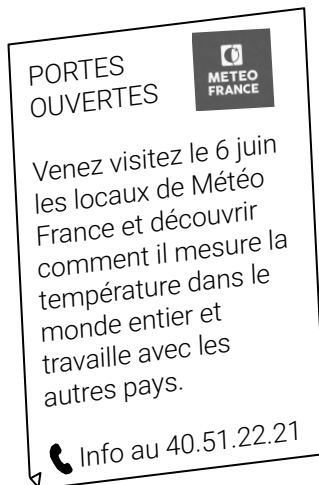 PORTES
OUVERTES
METEO
FRANCE
Venez visitez le 6 juin
les locaux de Météo
France et découvrir
comment il mesure la
température dans le
monde entier et
travaille avec les
autres pays.
Info au 40.51.22.21